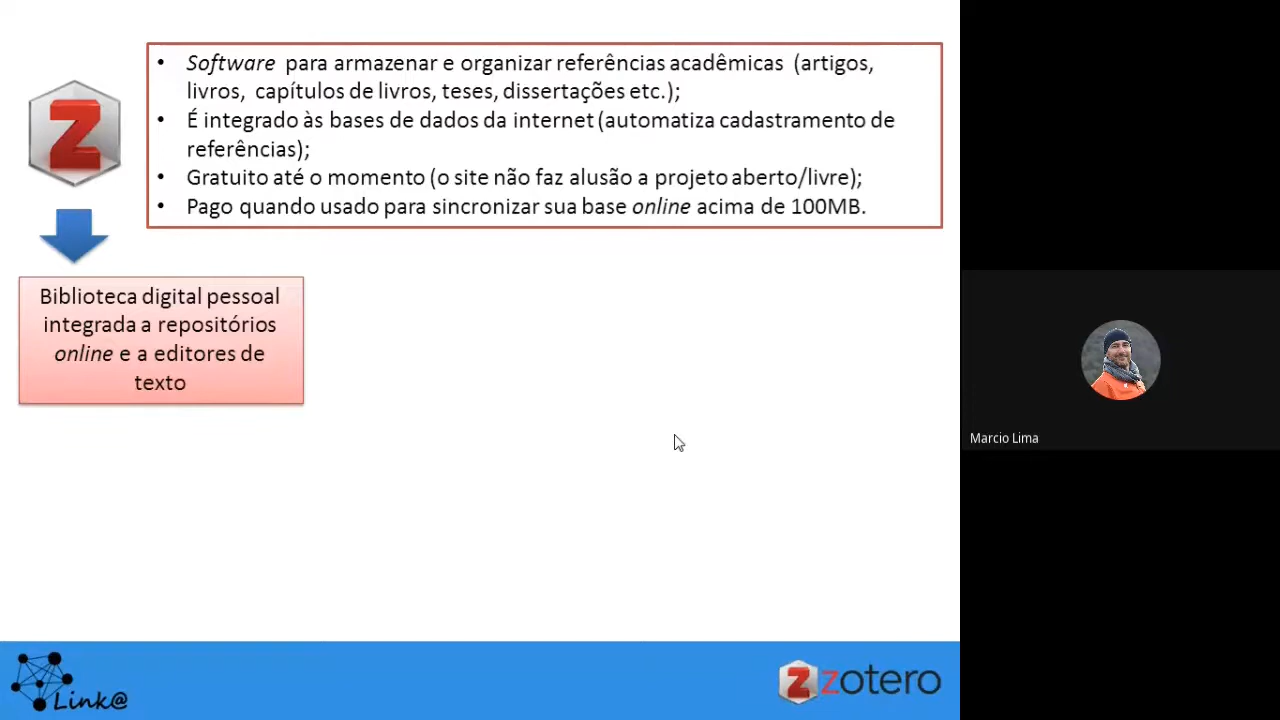 • Software para armazenar e organizar referências acadêmicas (artigos,
livros, capítulos de livros, teses, dissertações etc.);
• É integrado às bases de dados da internet (automatiza cadastramento de
referências);
• Gratuito até o momento (o site não faz alusão a projeto aberto/livre);
• Pago quando usado para sincronizar sua base online acima de 100MB.
Z
Biblioteca digital pessoal
integrada a repositórios
online e a editores de
texto
Marcio Lima
Link@
Z zotero